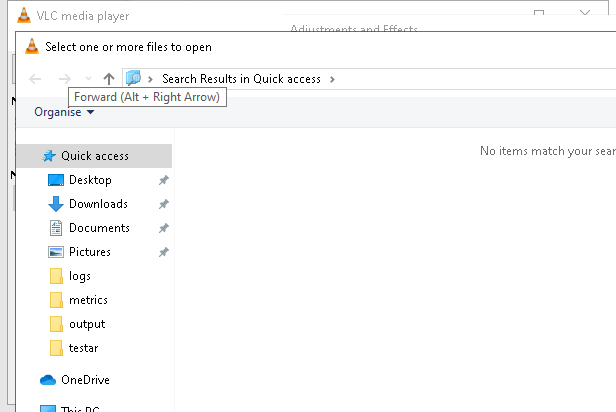 VLC media player
Adjustments and Effects
Select one or more files to open
Search Results in Quick access
Forward (Alt + Right Arrow)
Organise
No items match your sear
Quick access
Desktop
Downloads
Documents
Pictures
logs
metrics
output
testar
OneDrive
This PC